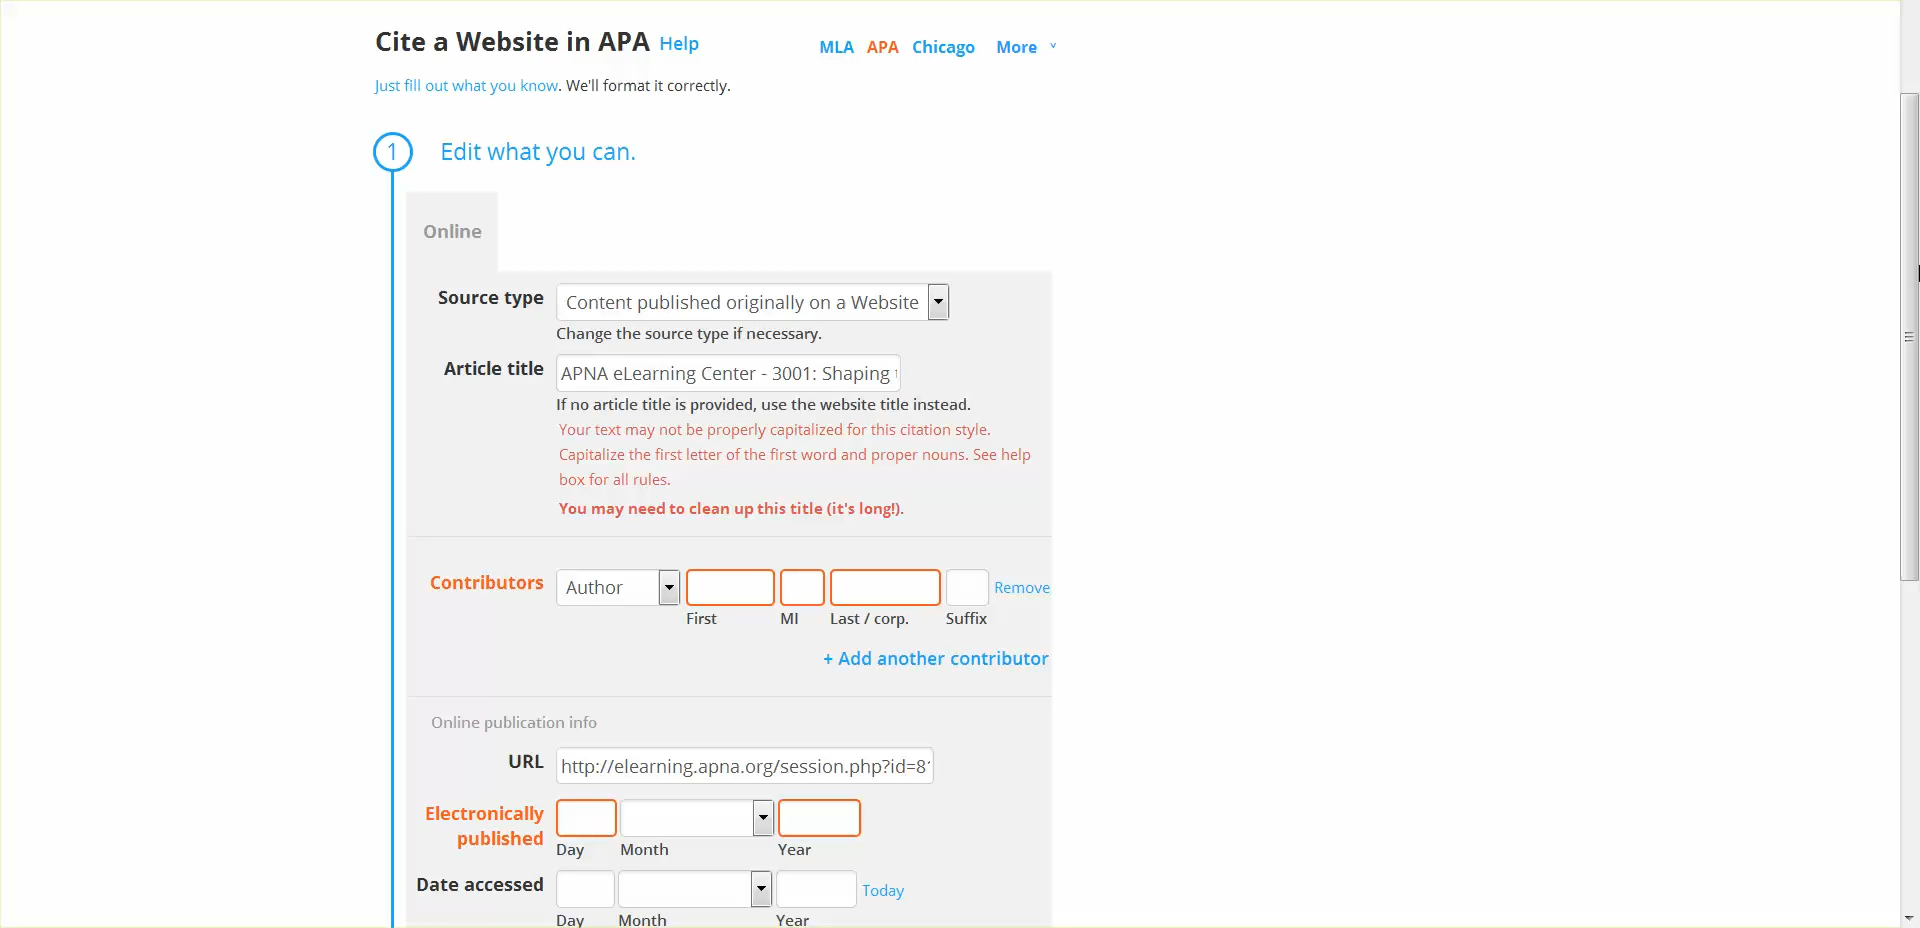 Cite a Website in APA Help
MLA APA Chicago More
Just fill out what you know. We'll format it correctly.
1 Edit what you can.
Online
Source type Content published originally on a Website
Change the source type if necessary.
Article title APNA eLearning Center - 3001: Shaping
If no article title is provided, use the website title instead.
Your text may not be properly capitalized for this citation style.
Capitalize the first letter of the first word and proper nouns. See help
box for all rules.
You may need to clean up this title (it's long!).
Contributors Author Remove
First MI Last / corp. Suffix
+ Add another contributor
Online publication info
URL http://elearning.apna.org/session.php?id=8
Electronically
published
Day Month Year
Date accessed Today
Day Month Year